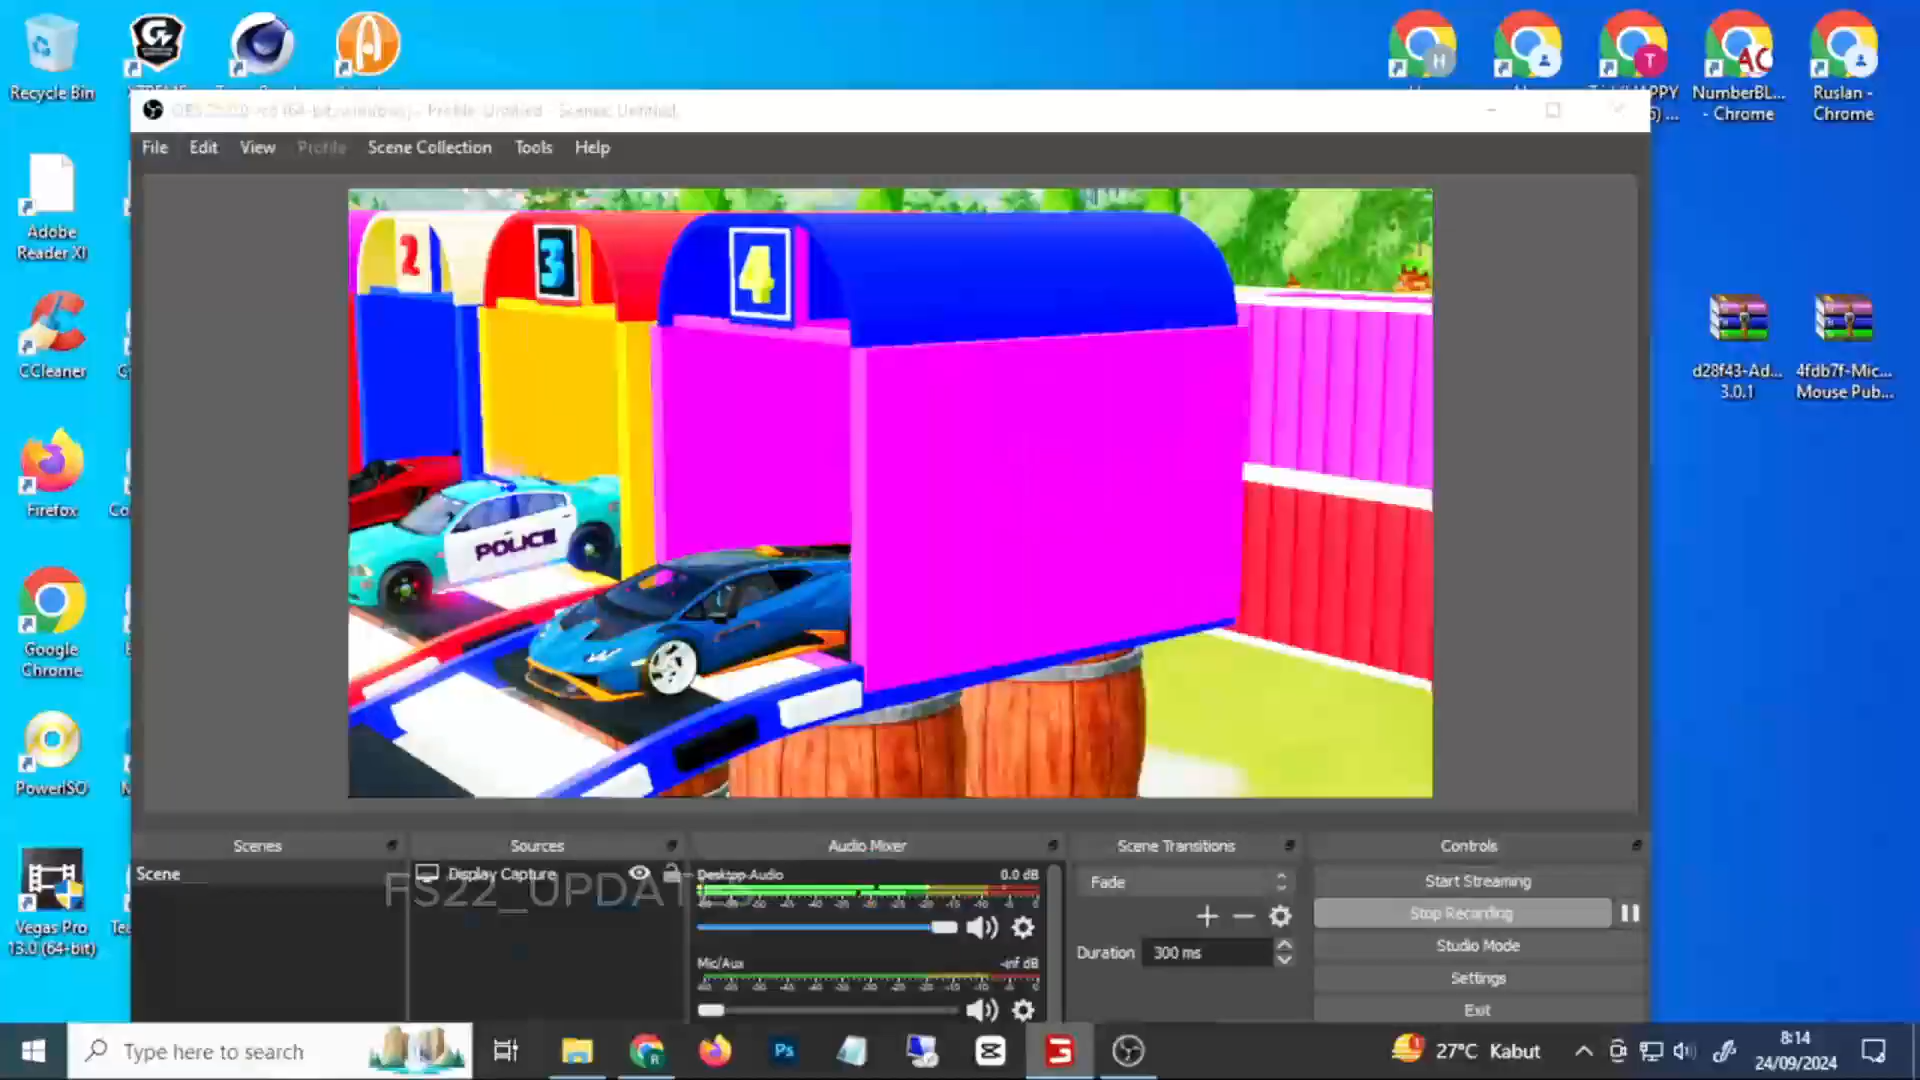 Recycle Bin
NumberBL...
- Chrome
Ruslan -
Chrome
File Edit View Profile Scene Collection Tools Help
Adobe
Reader XI
2 3 4
CCleaner
d28f43-Ad...
3.0.1
4fdb7f-Mic...
Mouse Pub...
Firefox
POLICE
Google
Chrome
PowerISO
Vegas Pro
13.0 (64-bit)
Scenes
Sources
Audio Mixer
Scene Transitions
Controls
Scene
Display Capture
FS22_UPDATES
Desktop Audio 0.0 dB
Mic/Aux -inf dB
Fade
Duration 300 ms
Start Streaming
Stop Recording
Studio Mode
Settings
Exit
Type here to search
Ps
27°C Kabut
8:14
24/09/2024